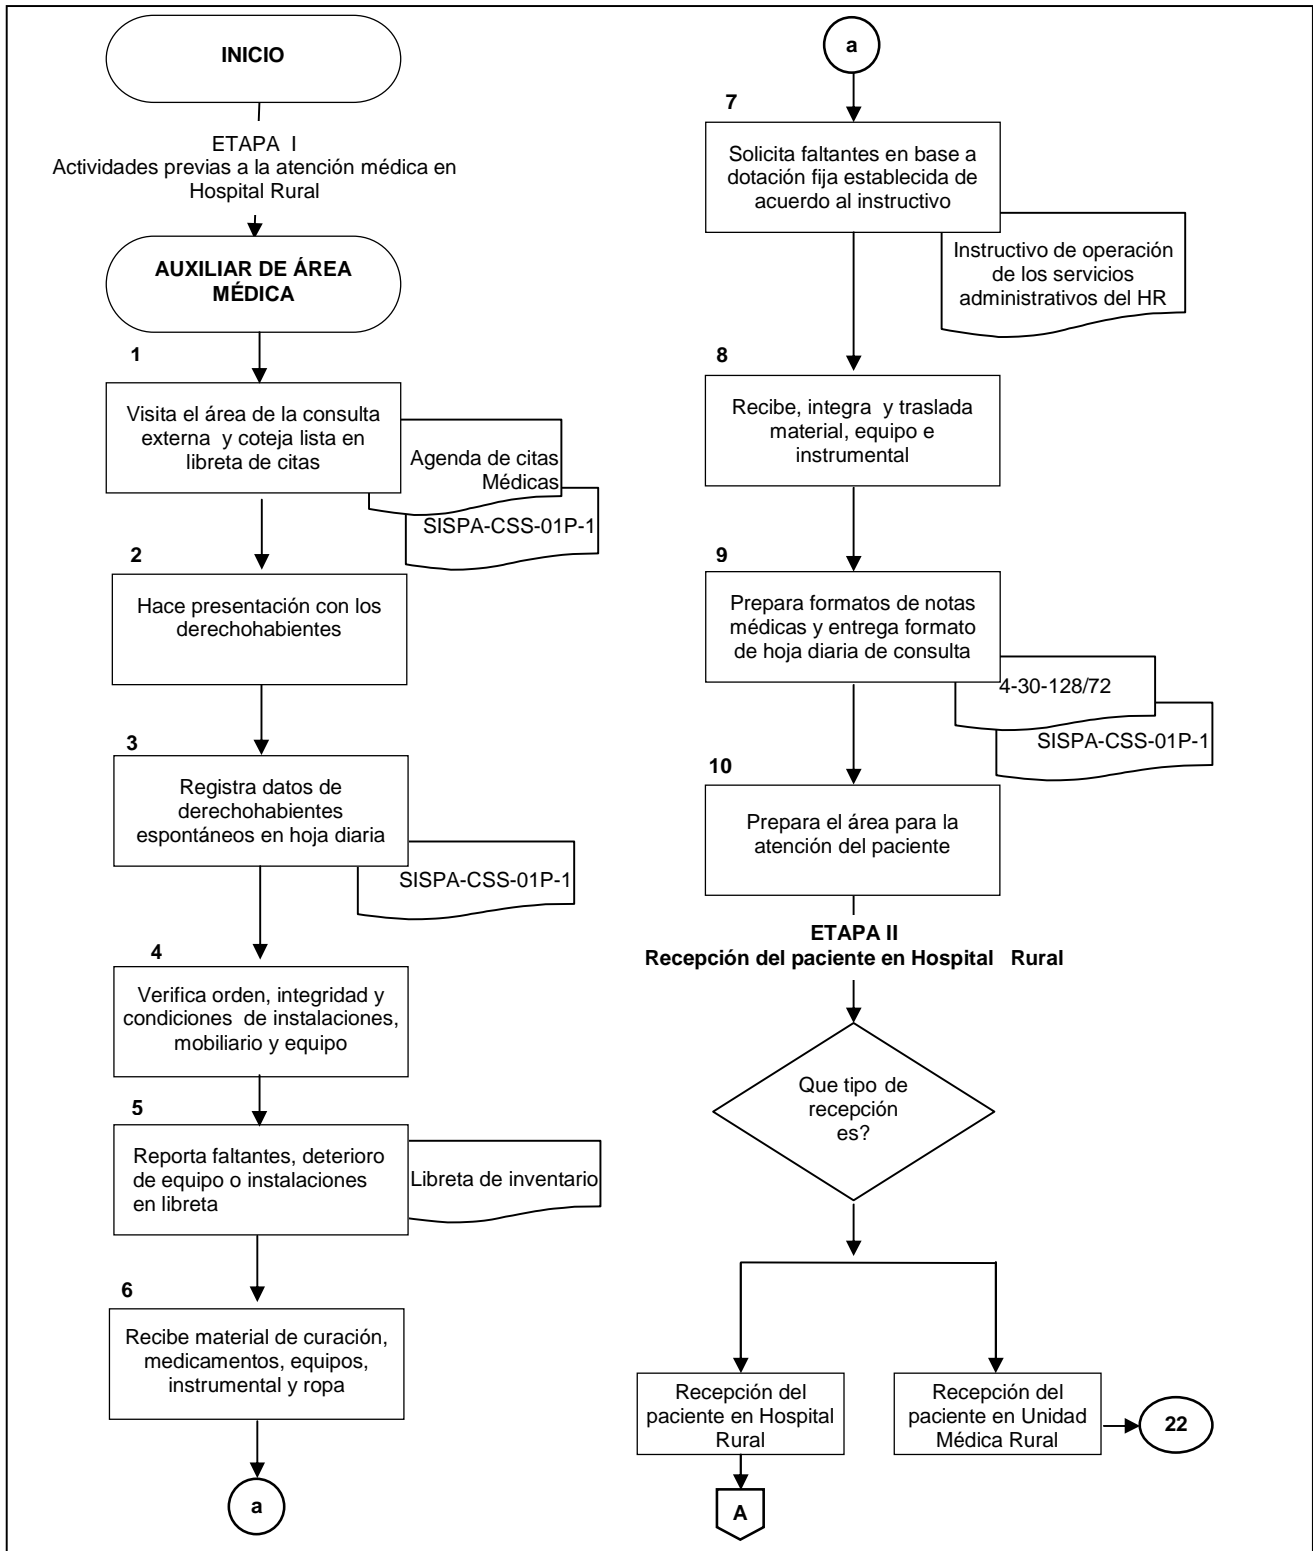 INICIO
ETAPA I
Actividades previas a la atención médica en
Hospital Rural
AUXILIAR DE ÁREA
MÉDICA
1
Visita el área de la consulta
externa y coteja lista en
libreta de citas
Agenda de citas
Médicas
SISPA-CSS-01P-1
2
Hace presentación con los
derechohabientes
3
Registra datos de
derechohabientes
espontáneos en hoja diaria
SISPA-CSS-01P-1
4
Verifica orden, integridad y
condiciones de instalaciones,
mobiliario y equipo
5
Reporta faltantes, deterioro
de equipo o instalaciones
en libreta
Libreta de inventario
6
Recibe material de curación,
medicamentos, equipos,
instrumental y ropa
a
a
7
Solicita faltantes en base a
dotación fija establecida de
acuerdo al instructivo
Instructivo de operación
de los servicios
administrativos del HR
8
Recibe, integra y traslada
material, equipo e
instrumental
9
Prepara formatos de notas
médicas y entrega formato
de hoja diaria de consulta
4-30-128/72
SISPA-CSS-01P-1
10
Prepara el área para la
atención del paciente
ETAPA II
Recepción del paciente en Hospital Rural
Que tipo de
recepción
es?
Recepción del
paciente en Hospital
Rural
A
Recepción del
paciente en Unidad
Médica Rural
22